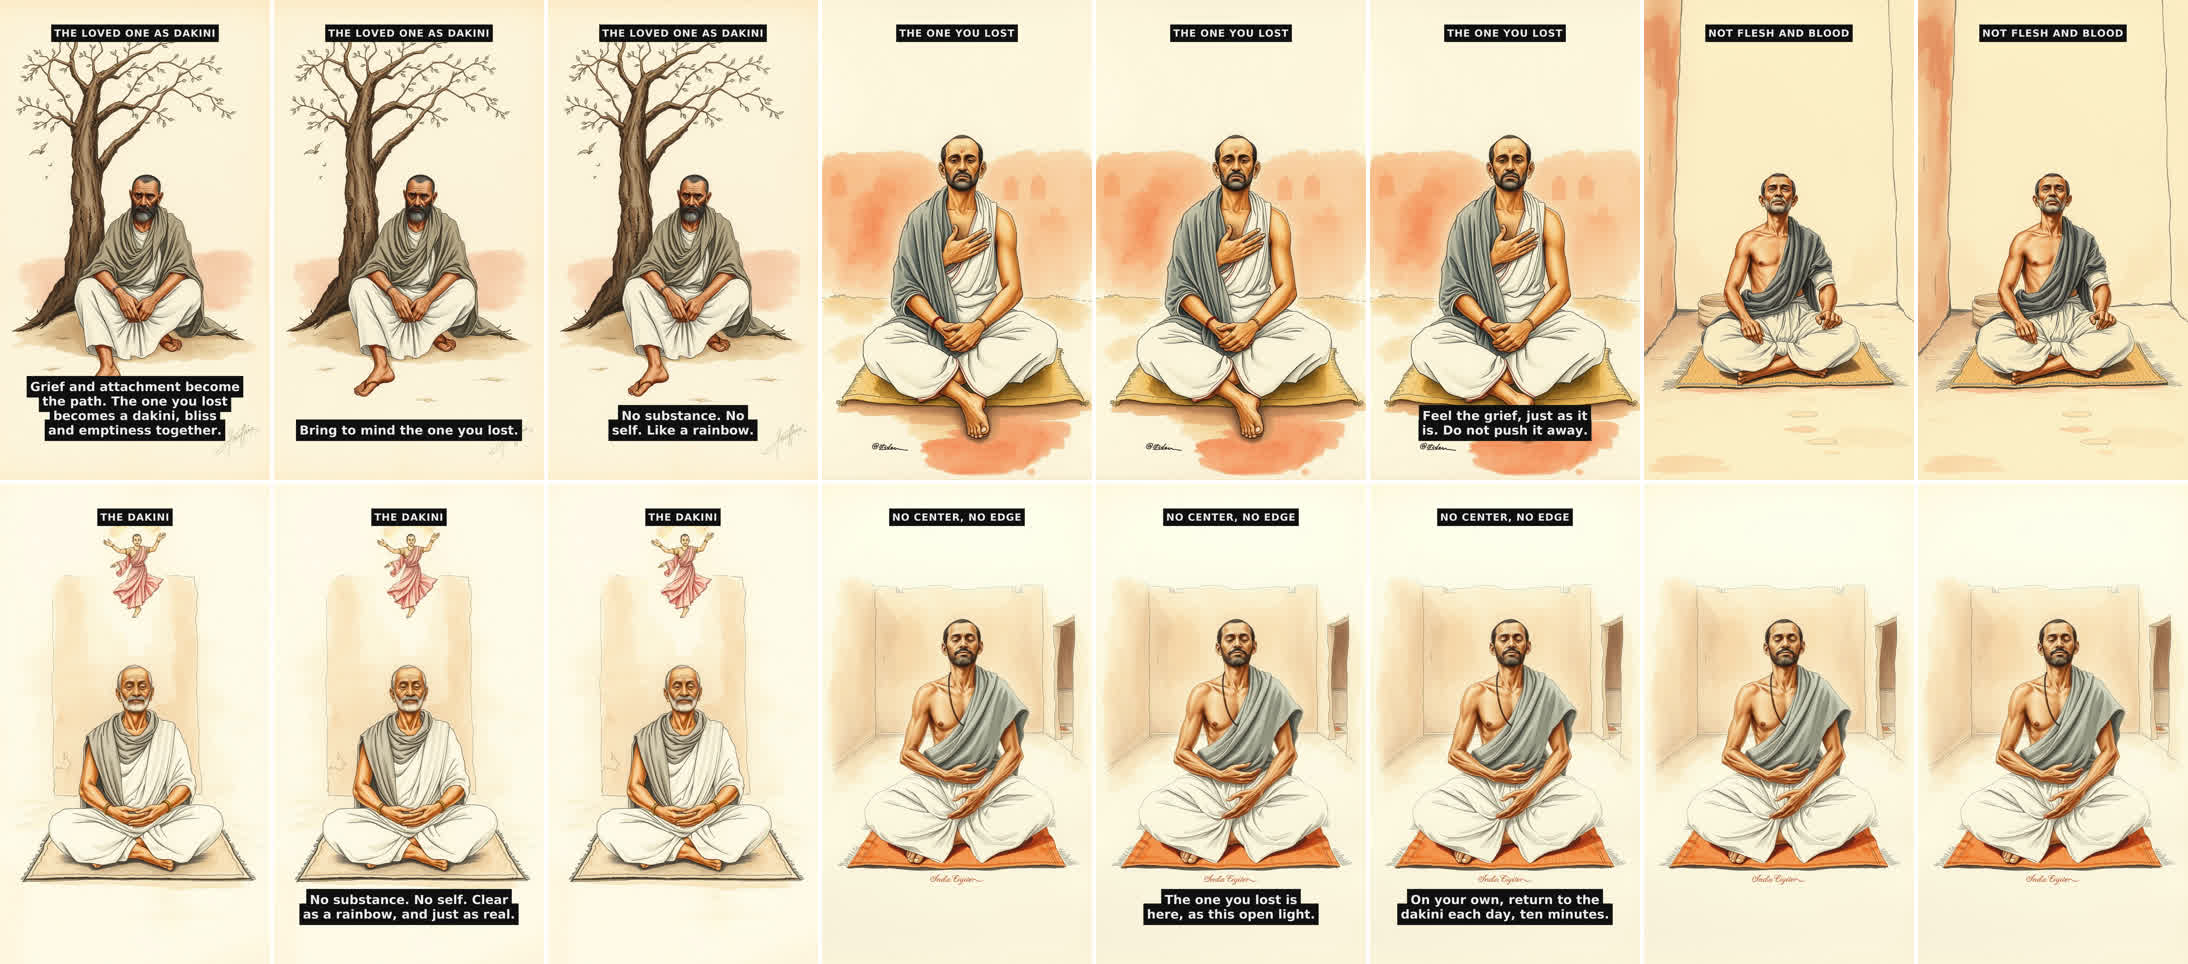 THE LOVED ONE AS DAKINI
Grief and attachment become
the path. The one you lost
becomes a dakini, bliss
and emptiness together.
THE LOVED ONE AS DAKINI
Bring to mind the one you lost.
THE LOVED ONE AS DAKINI
No substance. No
self. Like a rainbow.
THE ONE YOU LOST
THE ONE YOU LOST
THE ONE YOU LOST
Feel the grief, just as it
is. Do not push it away.
NOT FLESH AND BLOOD
NOT FLESH AND BLOOD
THE DAKINI
THE DAKINI
No substance. No self. Clear
as a rainbow, and just as real.
THE DAKINI
NO CENTER, NO EDGE
NO CENTER, NO EDGE
The one you lost is
here, as this open light.
NO CENTER, NO EDGE
On your own, return to the
dakini each day, ten minutes.